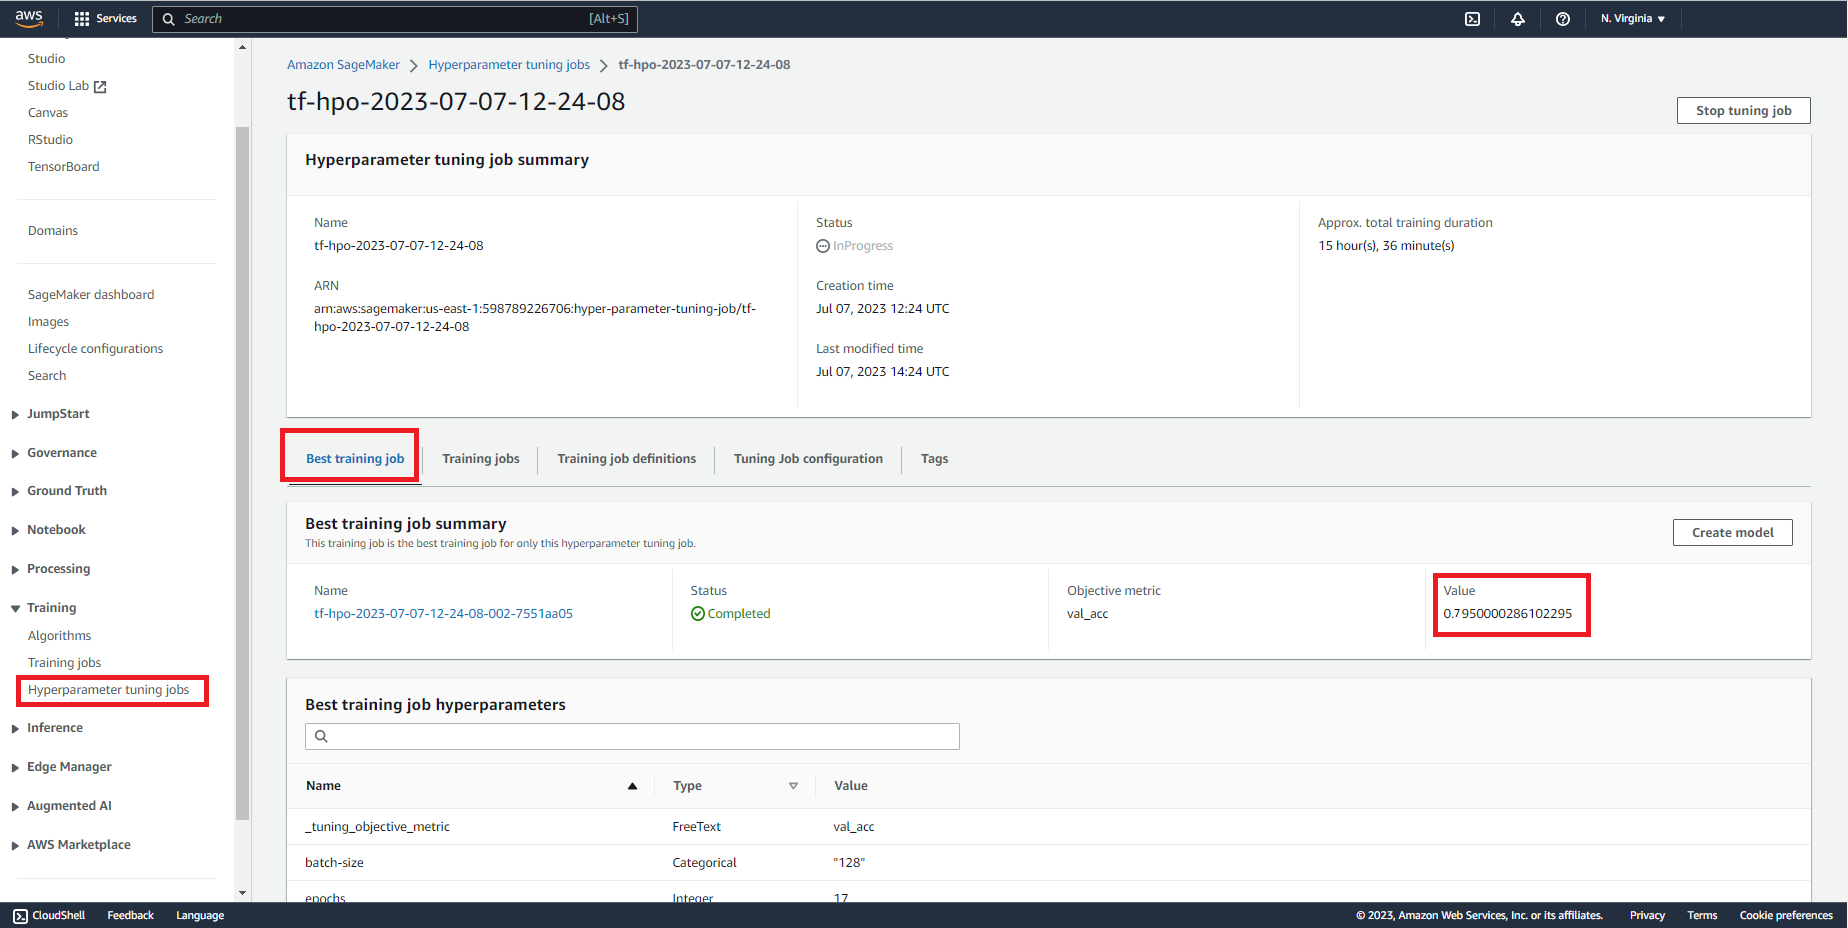 aws
Services
Search
[Alt+S]
N. Virginia
Studio
Studio Lab
Canvas
RStudio
TensorBoard
Domains
SageMaker dashboard
Images
Lifecycle configurations
Search
JumpStart
Governance
Ground Truth
Notebook
Processing
Training
Algorithms
Training jobs
Hyperparameter tuning jobs
Inference
Edge Manager
Augmented AI
AWS Marketplace
Amazon SageMaker
Hyperparameter tuning jobs
tf-hpo-2023-07-07-12-24-08
tf-hpo-2023-07-07-12-24-08
Stop tuning job
Hyperparameter tuning job summary
Name
tf-hpo-2023-07-07-12-24-08
ARN
arn:aws:sagemaker:us-east-1:598789226706:hyper-parameter-tuning-job/tf-
hpo-2023-07-07-12-24-08
Status
InProgress
Creation time
Jul 07, 2023 12:24 UTC
Last modified time
Jul 07, 2023 14:24 UTC
Approx. total training duration
15 hour(s), 36 minute(s)
Best training job
Training jobs
Training job definitions
Tuning Job configuration
Tags
Best training job summary
This training job is the best training job for only this hyperparameter tuning job.
Create model
Name
tf-hpo-2023-07-07-12-24-08-002-7551aa05
Status
Completed
Objective metric
val_acc
Value
0.7950000286102295
Best training job hyperparameters
Name
Type
Value
_tuning_objective_metric
FreeText
val_acc
batch-size
Categorical
"128"
epochs
Integer
17
CloudShell
Feedback
Language
© 2023, Amazon Web Services, Inc. or its affiliates.
Privacy
Terms
Cookie preferences